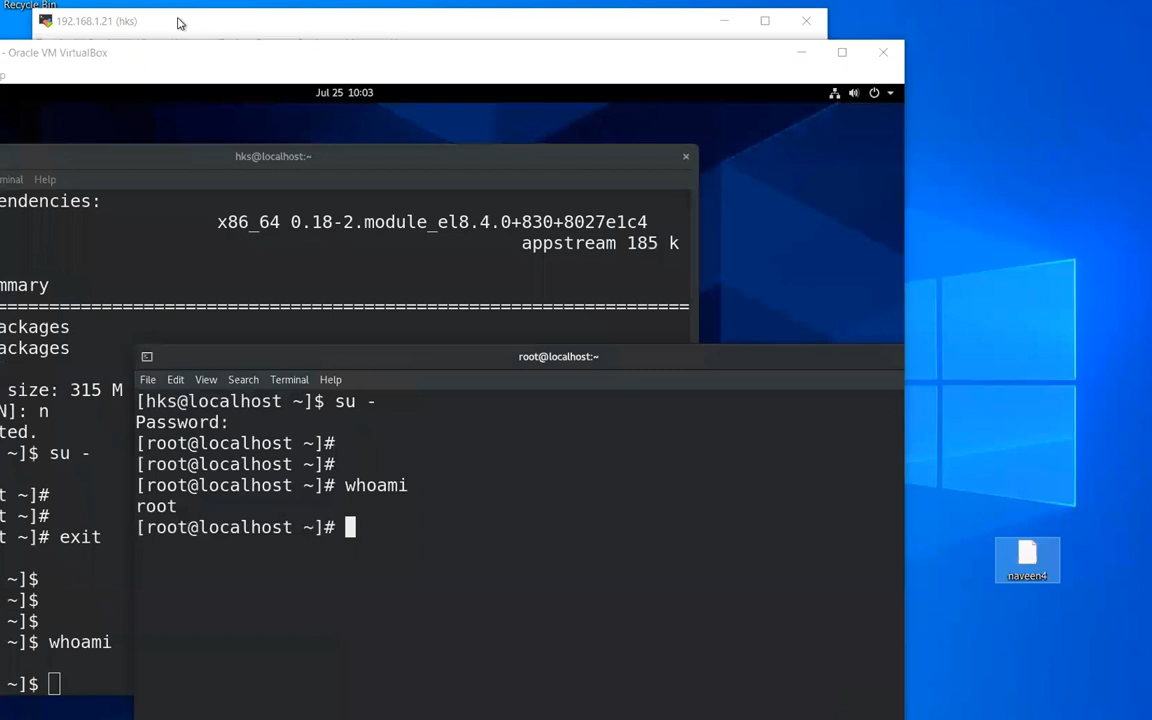 Recycle Bin
192.168.1.21 (hks)
- Oracle VM VirtualBox
p
Jul 25 10:03
hks@localhost:~
minal Help
endencies:
x86_64 0.18-2.module_el8.4.0+830+8027e1c4
appstream 185 k
mmary
================================================================
ackages
ackages
size: 315 M
N]: n
ted.
~]$ su -
t ~]#
t ~]#
t ~]# exit
~]$
~]$
~]$
~]$ whoami
~]$
root@localhost:~
File Edit View Search Terminal Help
[hks@localhost ~]$ su -
Password:
[root@localhost ~]#
[root@localhost ~]#
[root@localhost ~]# whoami
root
[root@localhost ~]#
naveen4